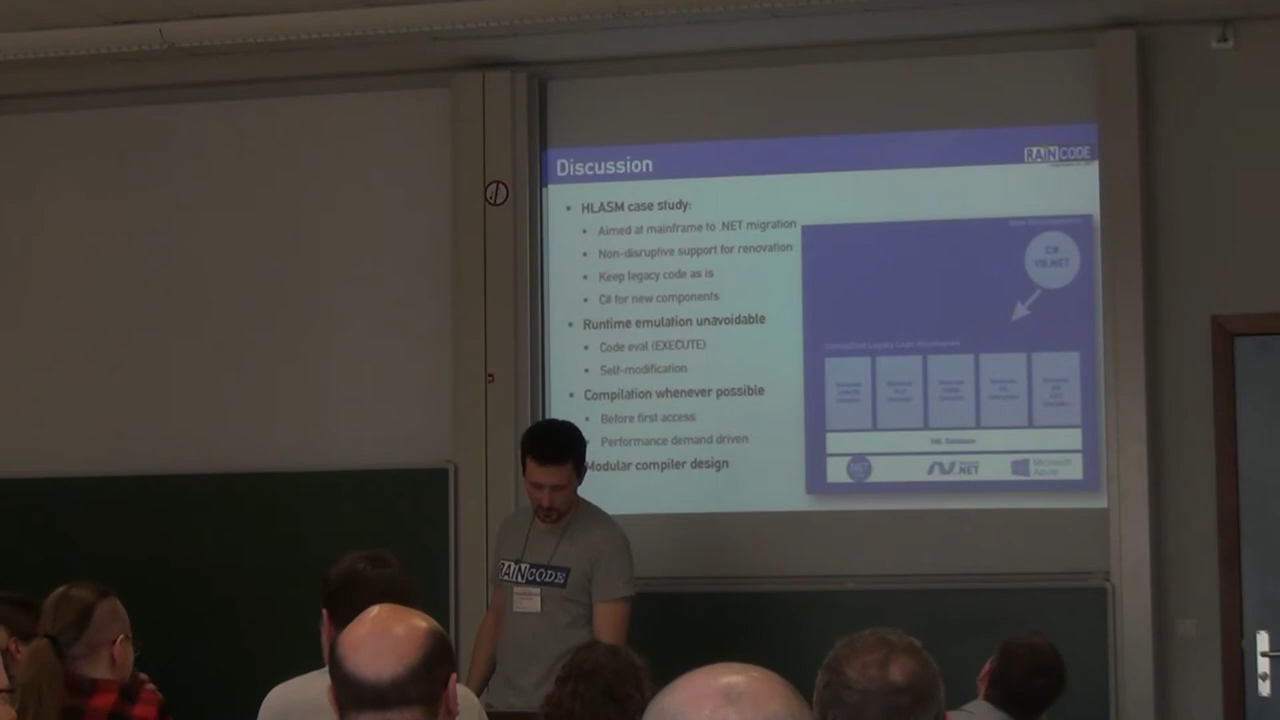 Discussion
RAINCODE
HLASM case study:
Aimed at mainframe to .NET migration
Non-disruptive support for renovation
Keep legacy code as is
C# for new components
Runtime emulation unavoidable
Code eval (EXECUTE)
Self-modification
Compilation whenever possible
Before first access
Performance demand driven
Modular compiler design
C#
VB.NET
SQL Database
.NET
.NET
Microsoft
Azure
RAINCODE